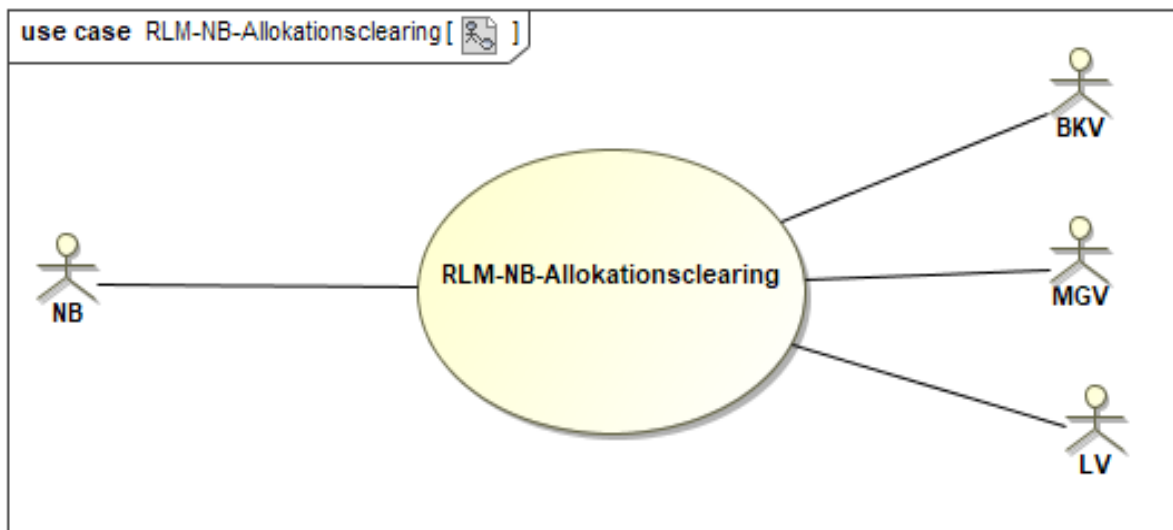 use case RLM-NB-Allokationsclearing [ ]
BKV
RLM-NB-Allokationsclearing
MGV
NB
LV